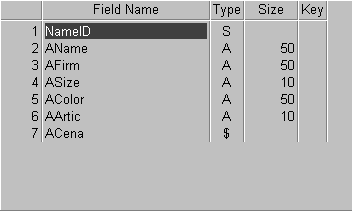 Field Name Type Size Key
1 NameID S
2 AName A 50
3 AFirm A 50
4 ASize A 10
5 AColor A 50
6 AArtic A 10
7 ACena $